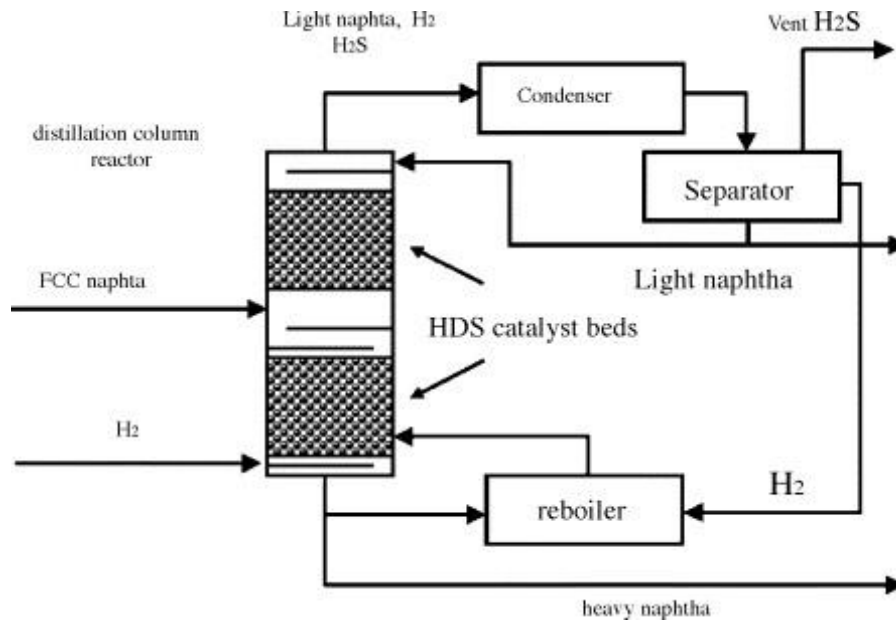 Light naphta, H2
H2S
Vent H2S
Condenser
distillation column
reactor
Separator
FCC naphta
Light naphtha
HDS catalyst beds
H2
H2
reboiler
heavy naphtha